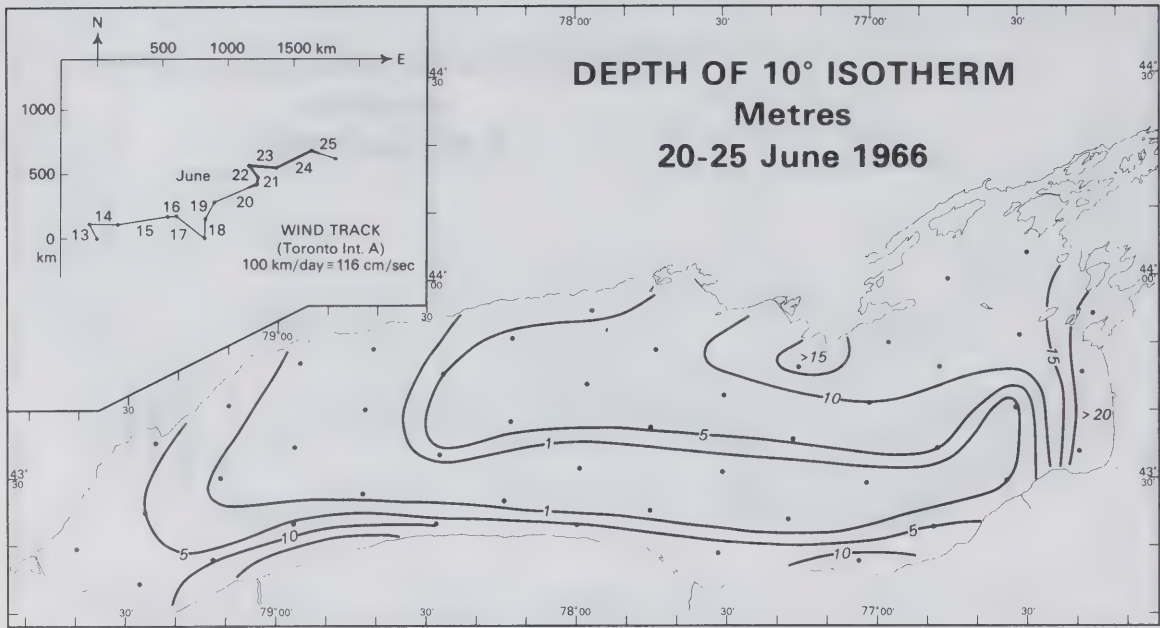 DEPTH OF 10° ISOTHERM
Metres
20-25 June 1966
N
500 1000 1500 km
E
1000
500
0
km
June
13 14 15 16 17 18 19 20 21 22 23 24 25
WIND TRACK
(Toronto Int. A)
100 km/day ≡ 116 cm/sec
78°00' 30' 77°00' 30'
44°30 44°30
44°00 44°00
30 79°00
30
43°30 43°30
>15
10
15
>20
5
1
1
5
5
10
10
30' 79°00' 30' 78°00' 30' 77°00' 30'